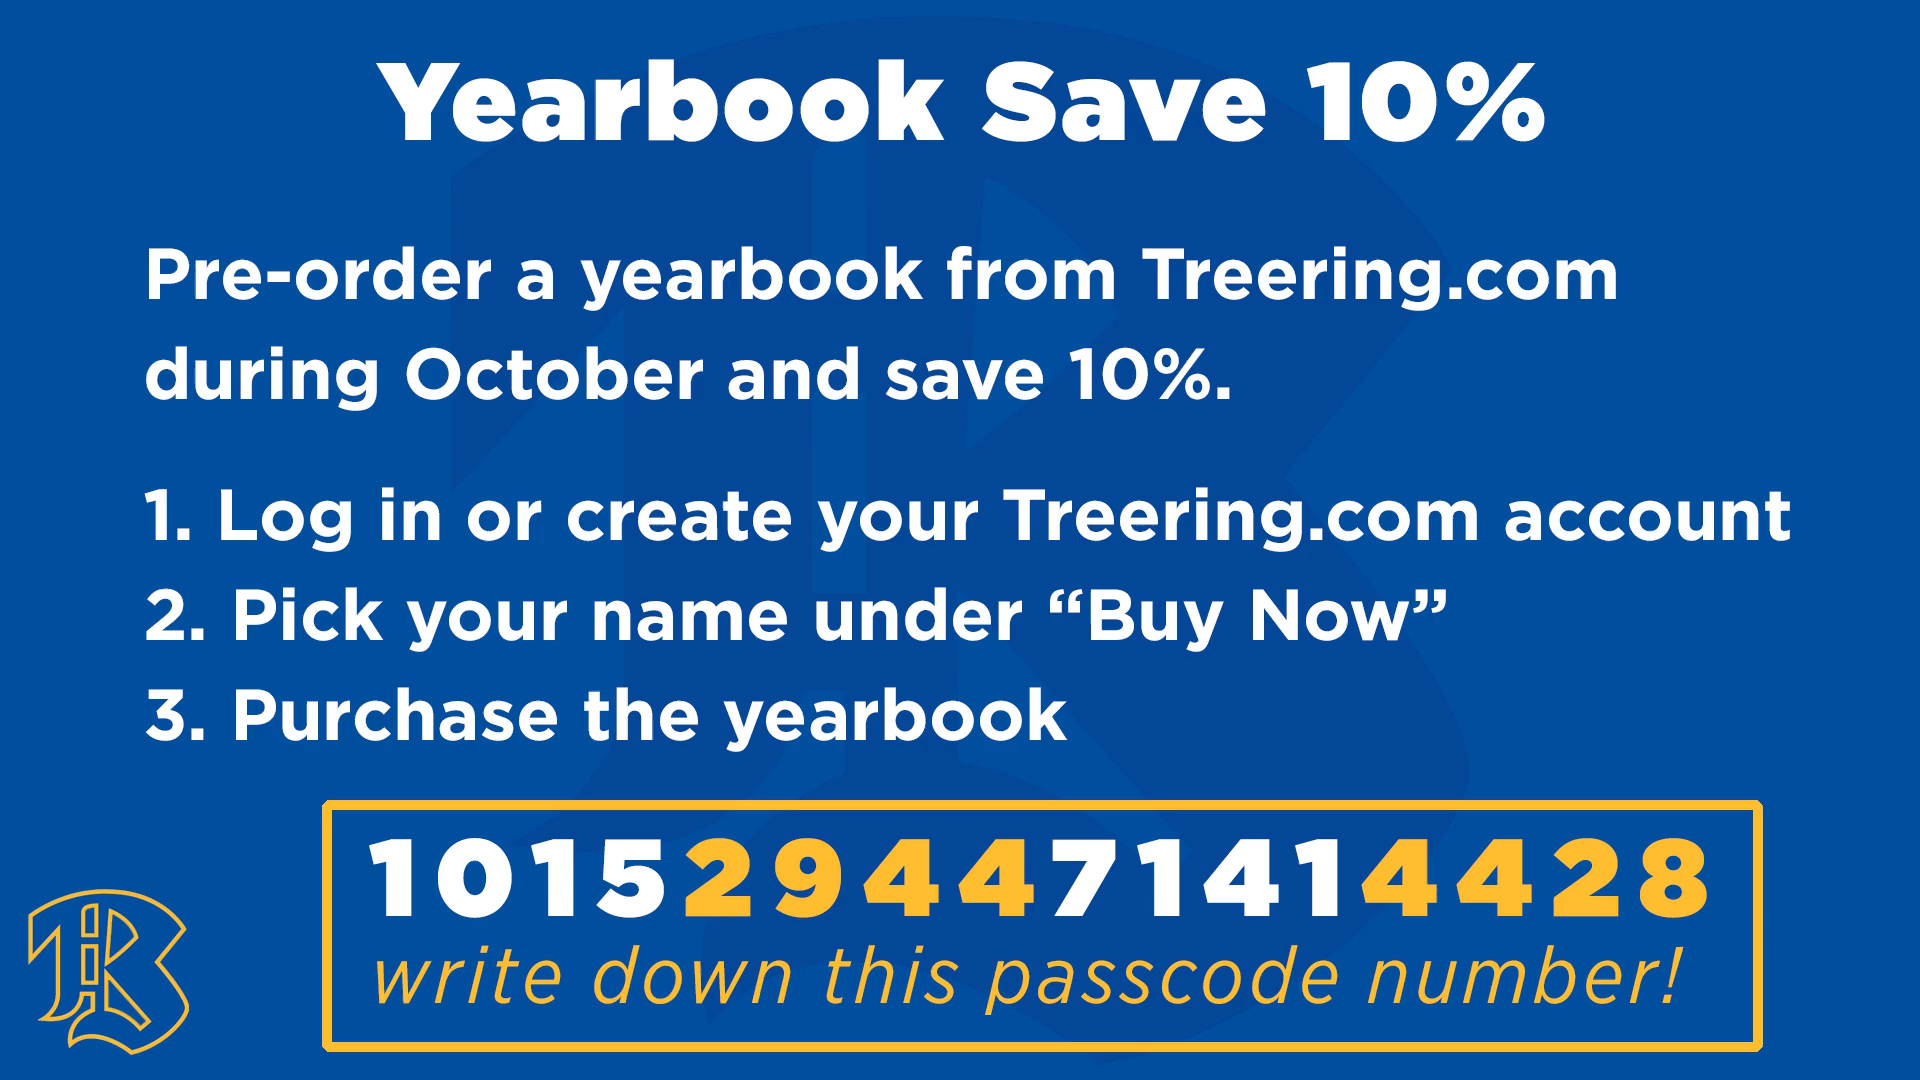 Yearbook Save 10%
Pre-order a yearbook from Treering.com
during October and save 10%.
1. Log in or create your Treering.com account
2. Pick your name under “Buy Now”
3. Purchase the yearbook
1015294471414428
write down this passcode number!
B